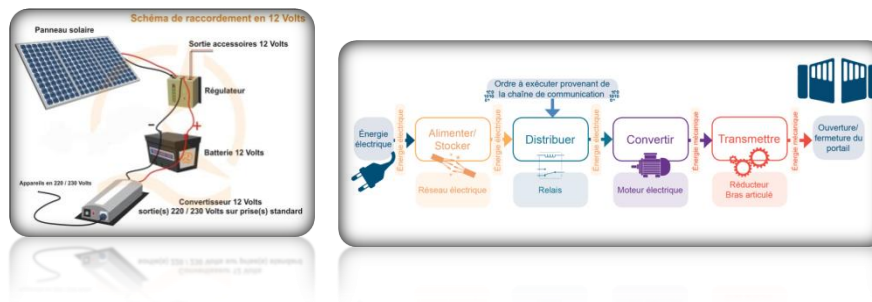 Schéma de raccordement en 12 Volts
Panneau solaire
Sortie accessoires 12 Volts
Régulateur
Batterie 12 Volts
Appareils en 220 / 230 Volts
Convertisseur 12 Volts
sortie(s) 220 / 230 Volts sur prise(s) standard
Ordre à exécuter provenant de
la chaîne de communication
Énergie
électrique
Énergie électrique
Alimenter/
Stocker
Réseau électrique
Énergie électrique
Distribuer
Relais
Énergie électrique
Convertir
Moteur électrique
Énergie mécanique
Transmettre
Réducteur
Bras articulé
Énergie mécanique
Ouverture/
fermeture du
portail